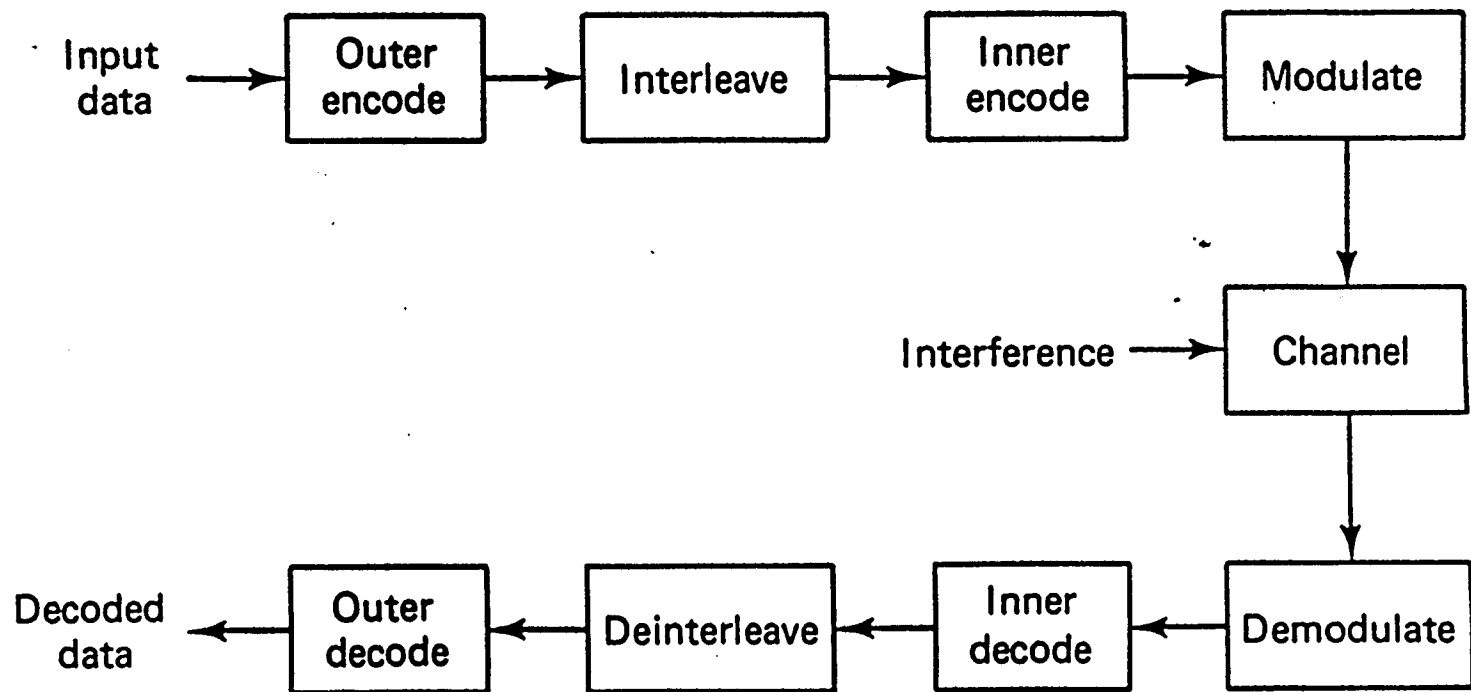 Input
data
Outer
encode
Interleave
Inner
encode
Modulate
Interference
Channel
Decoded
data
Outer
decode
Deinterleave
Inner
decode
Demodulate